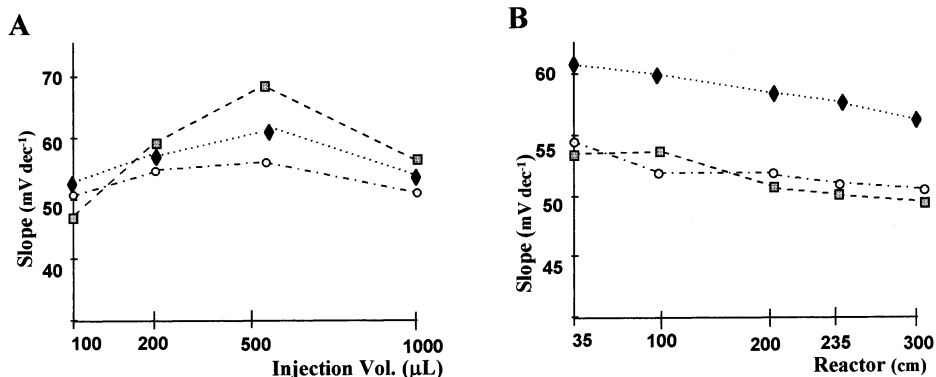 A
70
60
50
40
Slope (mV dec⁻¹)
100 200 500 1000
Injection Vol. (μL)
B
60
55
50
45
Slope (mV dec⁻¹)
35 100 200 235 300
Reactor (cm)